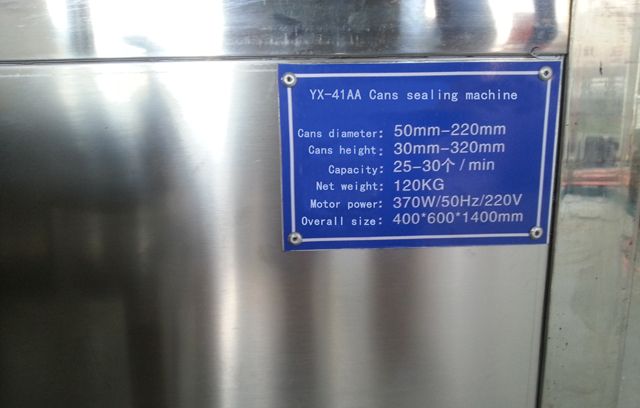 YX-41AA Cans sealing machine
Cans diameter: 50mm-220mm
Cans height: 30mm-320mm
Capacity: 25-30个/min
Net weight: 120KG
Motor power: 370W/50Hz/220V
Overall size: 400*600*1400mm